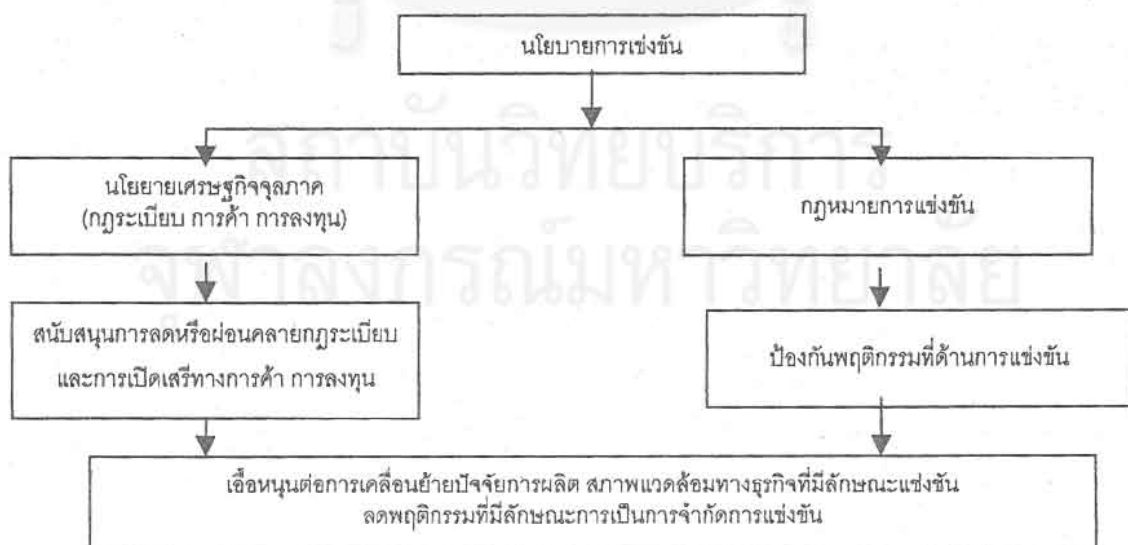 นโยบายการแข่งขัน
นโยยายเศรษฐกิจจุลภาค
(กฎระเบียบ การค้า การลงทุน)
กฎหมายการแข่งขัน
สนับสนุนการลดหรือผ่อนคลายกฎระเบียบ
และการเปิดเสรีทางการค้า การลงทุน
ป้องกันพฤติกรรมที่ด้านการแข่งขัน
เอื้อหนุนต่อการเคลื่อนย้ายปัจจัยการผลิต สภาพแวดล้อมทางธุรกิจที่มีลักษณะแข่งขัน
ลดพฤติกรรมที่มีลักษณะการเป็นการจำกัดการแข่งขัน
สถาบันวิทยบริการ
จุฬาลงกรณ์มหาวิทยาลัย